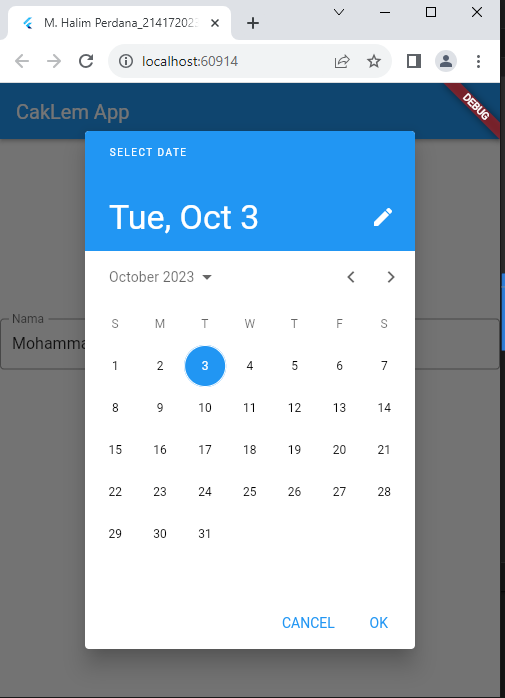 M. Halim Perdana_21417202
localhost:60914
CakLem App
DEBUG
SELECT DATE
Tue, Oct 3
October 2023
S M T W T F S
1 2 3 4 5 6 7
8 9 10 11 12 13 14
15 16 17 18 19 20 21
22 23 24 25 26 27 28
29 30 31
Nama
Mohamma
CANCEL OK